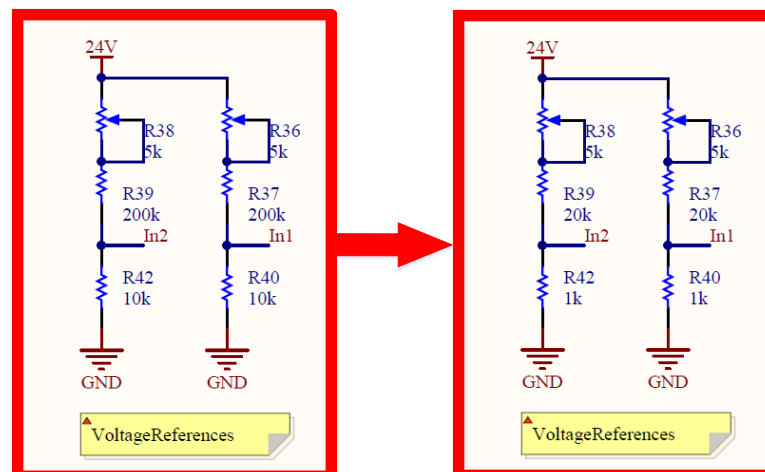 24V
R38
5k
R36
5k
R39
200k
R37
200k
In2
In1
R42
10k
R40
10k
GND
GND
VoltageReferences
24V
R38
5k
R36
5k
R39
20k
R37
20k
In2
In1
R42
1k
R40
1k
GND
GND
VoltageReferences